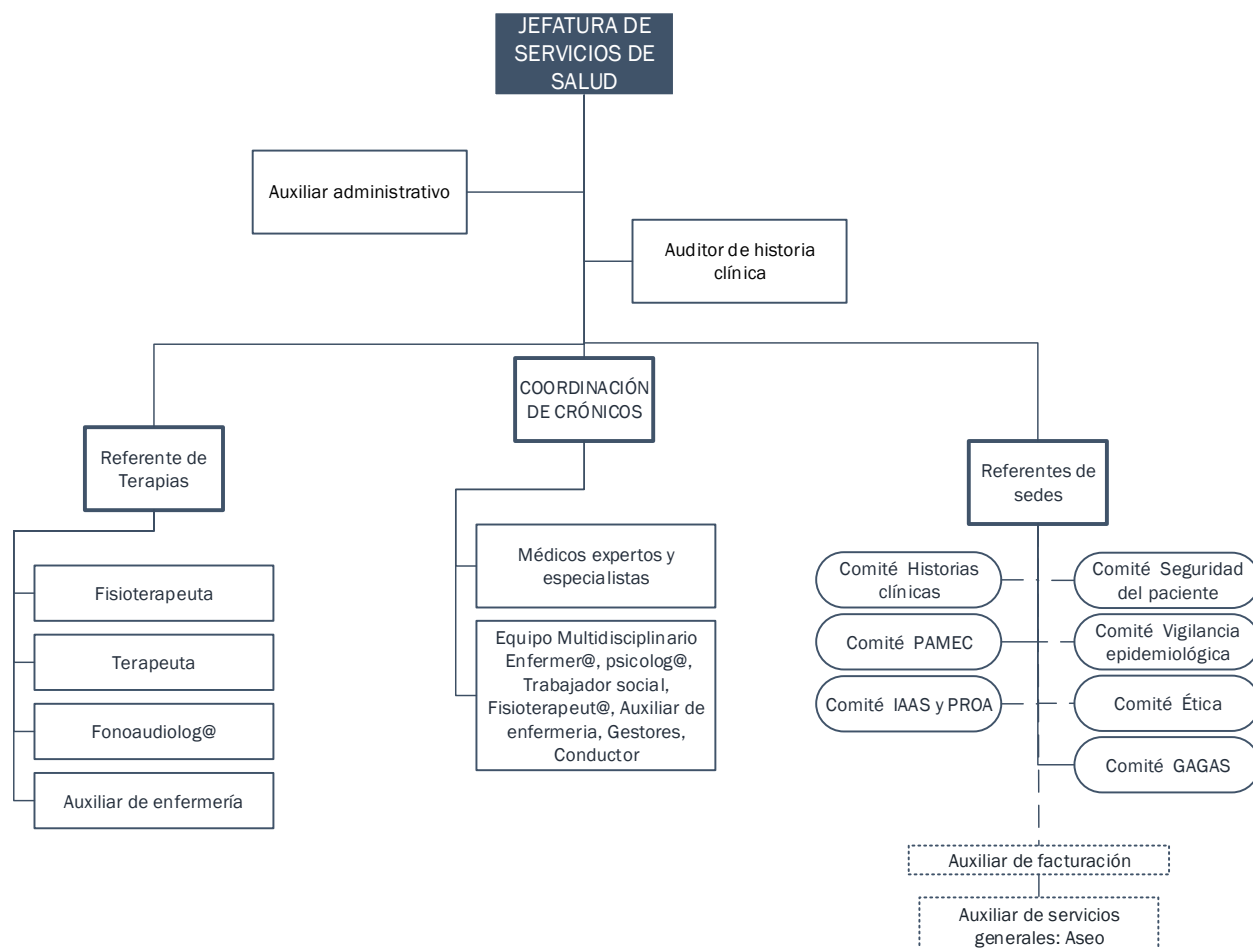 JEFATURA DE
SERVICIOS DE
SALUD
Auxiliar administrativo
Auditor de historia
clínica
COORDINACIÓN
DE CRÓNICOS
Referente de
Terapias
Referentes de
sedes
Fisioterapeuta
Terapeuta
Fonoaudiolog@
Auxiliar de enfermería
Médicos expertos y
especialistas
Equipo Multidisciplinario
Enfermer@, psicolog@,
Trabajador social,
Fisioterapeut@, Auxiliar de
enfermeria, Gestores,
Conductor
Comité Historias
clínicas
Comité Seguridad
del paciente
Comité PAMEC
Comité Vigilancia
epidemiológica
Comité IAAS y PROA
Comité Ética
Comité GAGAS
Auxiliar de facturación
Auxiliar de servicios
generales: Aseo